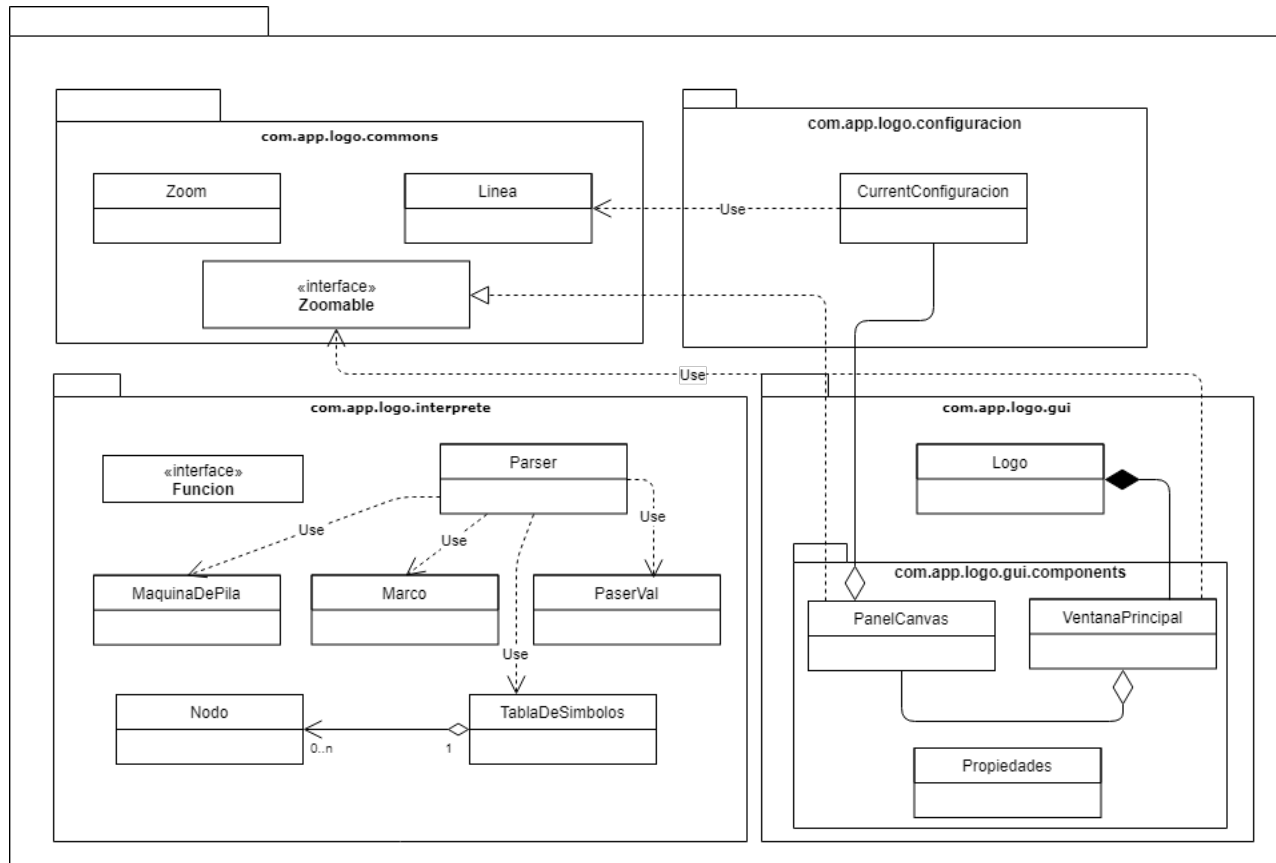 com.app.logo.commons
com.app.logo.configuracion
Zoom
Linea
Use
CurrentConfiguracion
«interface»
Zoomable
Use
com.app.logo.interprete
com.app.logo.gui
«interface»
Funcion
Parser
Logo
Use
Use
Use
MaquinaDePila
Marco
PaserVal
com.app.logo.gui.components
PanelCanvas
VentanaPrincipal
Use
Nodo
TablaDeSimbolos
0..n
1
Propiedades